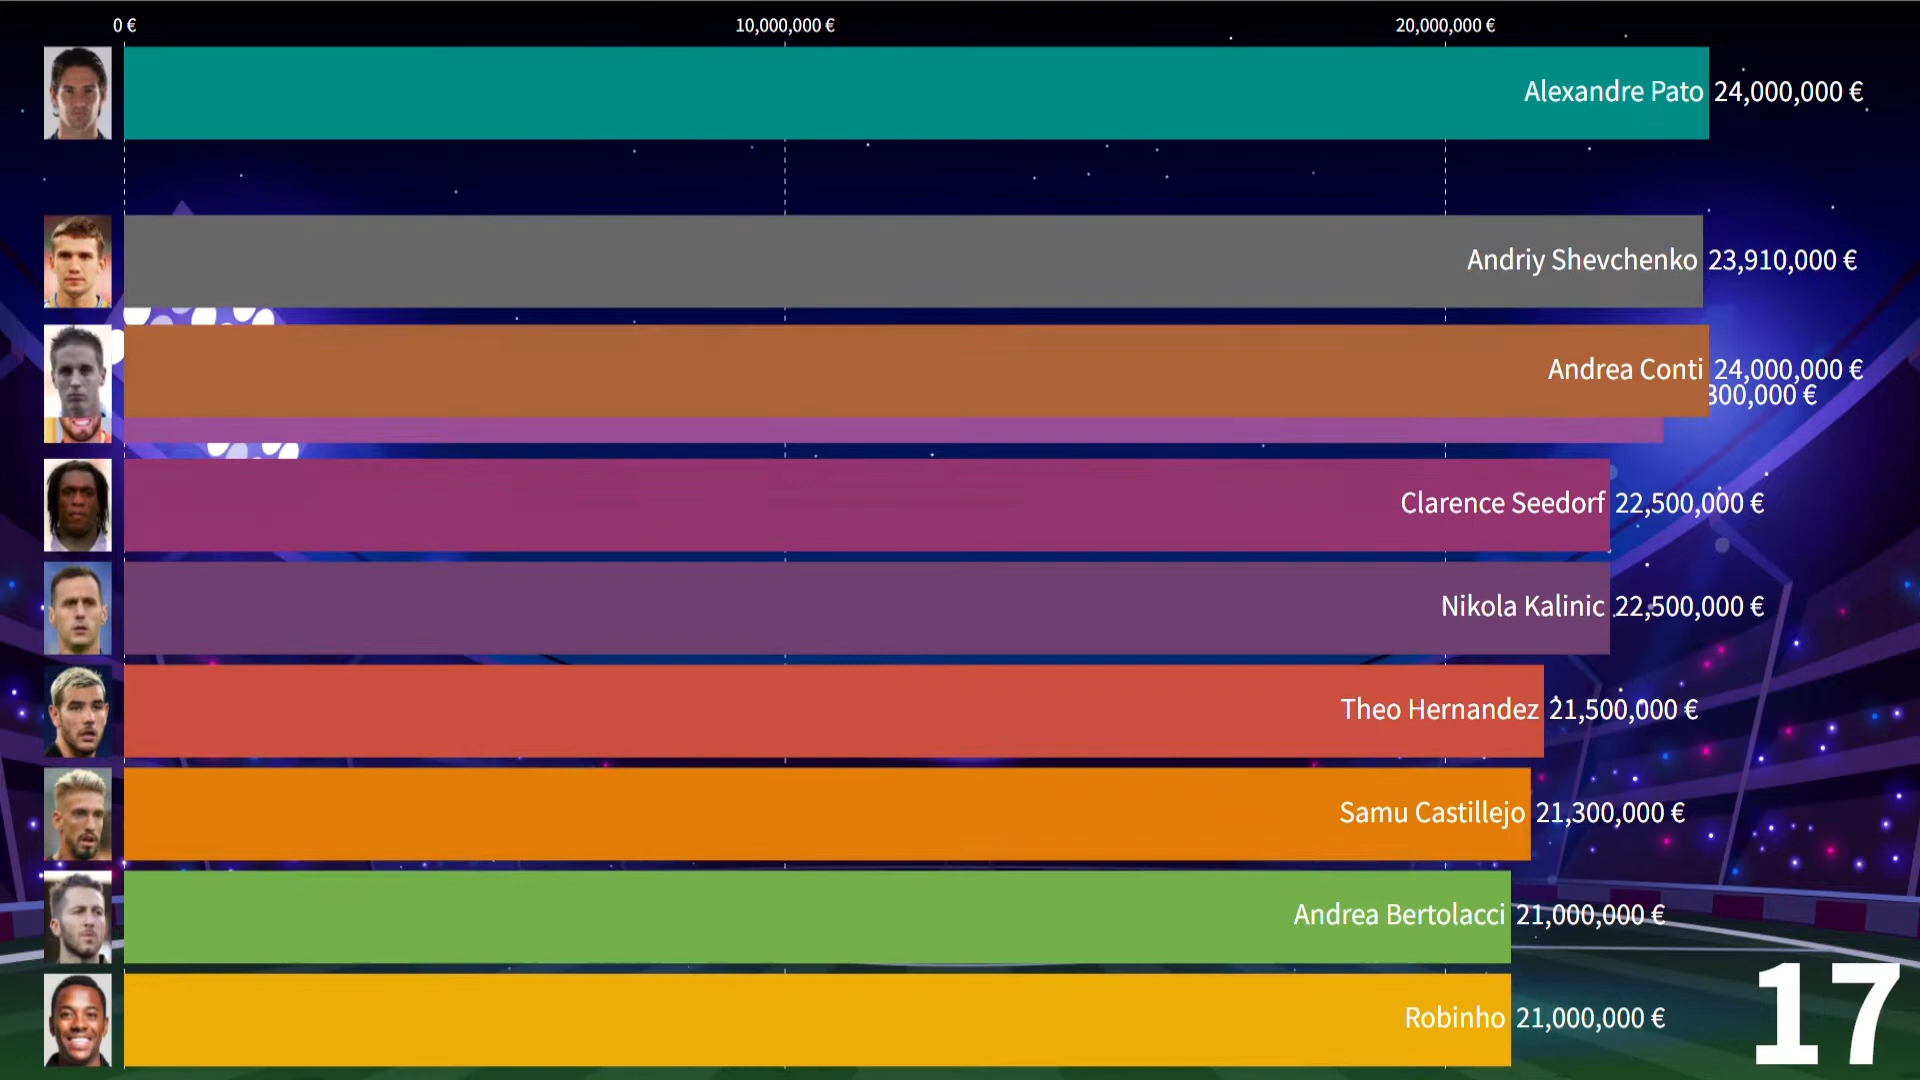 0 € 10,000,000 € 20,000,000 €
Alexandre Pato 24,000,000 €
Andriy Shevchenko 23,910,000 €
Andrea Conti 24,000,000 €
300,000 €
Clarence Seedorf 22,500,000 €
Nikola Kalinic 22,500,000 €
Theo Hernandez 21,500,000 €
Samu Castillejo 21,300,000 €
Andrea Bertolacci 21,000,000 €
Robinho 21,000,000 €
17